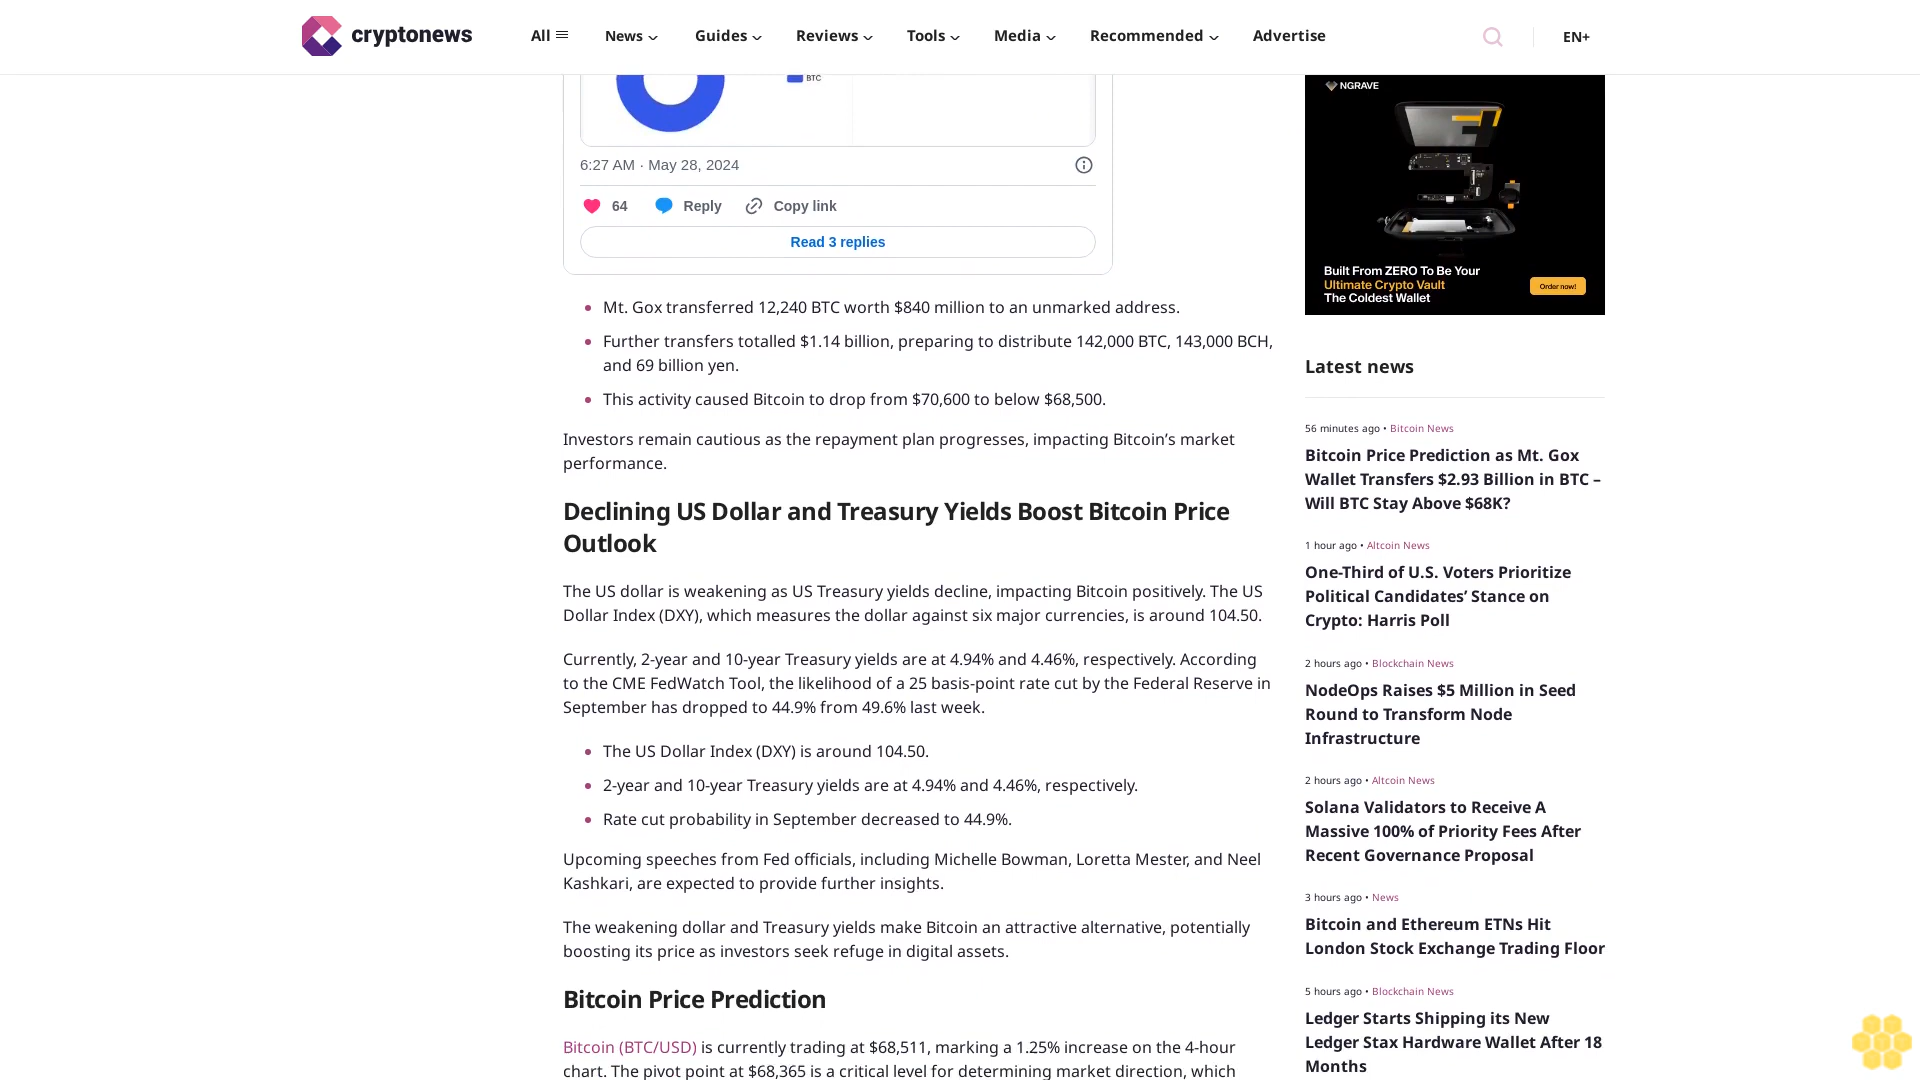 cryptonews
All
News
Guides
Reviews
Tools
Media
Recommended
Advertise
EN+
BTC
6:27 AM · May 28, 2024
64
Reply
Copy link
Read 3 replies
Mt. Gox transferred 12,240 BTC worth $840 million to an unmarked address.
Further transfers totalled $1.14 billion, preparing to distribute 142,000 BTC, 143,000 BCH,
and 69 billion yen.
This activity caused Bitcoin to drop from $70,600 to below $68,500.
Investors remain cautious as the repayment plan progresses, impacting Bitcoin’s market
performance.
Declining US Dollar and Treasury Yields Boost Bitcoin Price
Outlook
The US dollar is weakening as US Treasury yields decline, impacting Bitcoin positively. The US
Dollar Index (DXY), which measures the dollar against six major currencies, is around 104.50.
Currently, 2-year and 10-year Treasury yields are at 4.94% and 4.46%, respectively. According
to the CME FedWatch Tool, the likelihood of a 25 basis-point rate cut by the Federal Reserve in
September has dropped to 44.9% from 49.6% last week.
The US Dollar Index (DXY) is around 104.50.
2-year and 10-year Treasury yields are at 4.94% and 4.46%, respectively.
Rate cut probability in September decreased to 44.9%.
Upcoming speeches from Fed officials, including Michelle Bowman, Loretta Mester, and Neel
Kashkari, are expected to provide further insights.
The weakening dollar and Treasury yields make Bitcoin an attractive alternative, potentially
boosting its price as investors seek refuge in digital assets.
Bitcoin Price Prediction
Bitcoin (BTC/USD) is currently trading at $68,511, marking a 1.25% increase on the 4-hour
chart. The pivot point at $68,365 is a critical level for determining market direction, which
NGRAVE
Built From ZERO To Be Your
Ultimate Crypto Vault
The Coldest Wallet
Order now!
Latest news
56 minutes ago • Bitcoin News
Bitcoin Price Prediction as Mt. Gox
Wallet Transfers $2.93 Billion in BTC –
Will BTC Stay Above $68K?
1 hour ago • Altcoin News
One-Third of U.S. Voters Prioritize
Political Candidates’ Stance on
Crypto: Harris Poll
2 hours ago • Blockchain News
NodeOps Raises $5 Million in Seed
Round to Transform Node
Infrastructure
2 hours ago • Altcoin News
Solana Validators to Receive A
Massive 100% of Priority Fees After
Recent Governance Proposal
3 hours ago • News
Bitcoin and Ethereum ETNs Hit
London Stock Exchange Trading Floor
5 hours ago • Blockchain News
Ledger Starts Shipping its New
Ledger Stax Hardware Wallet After 18
Months